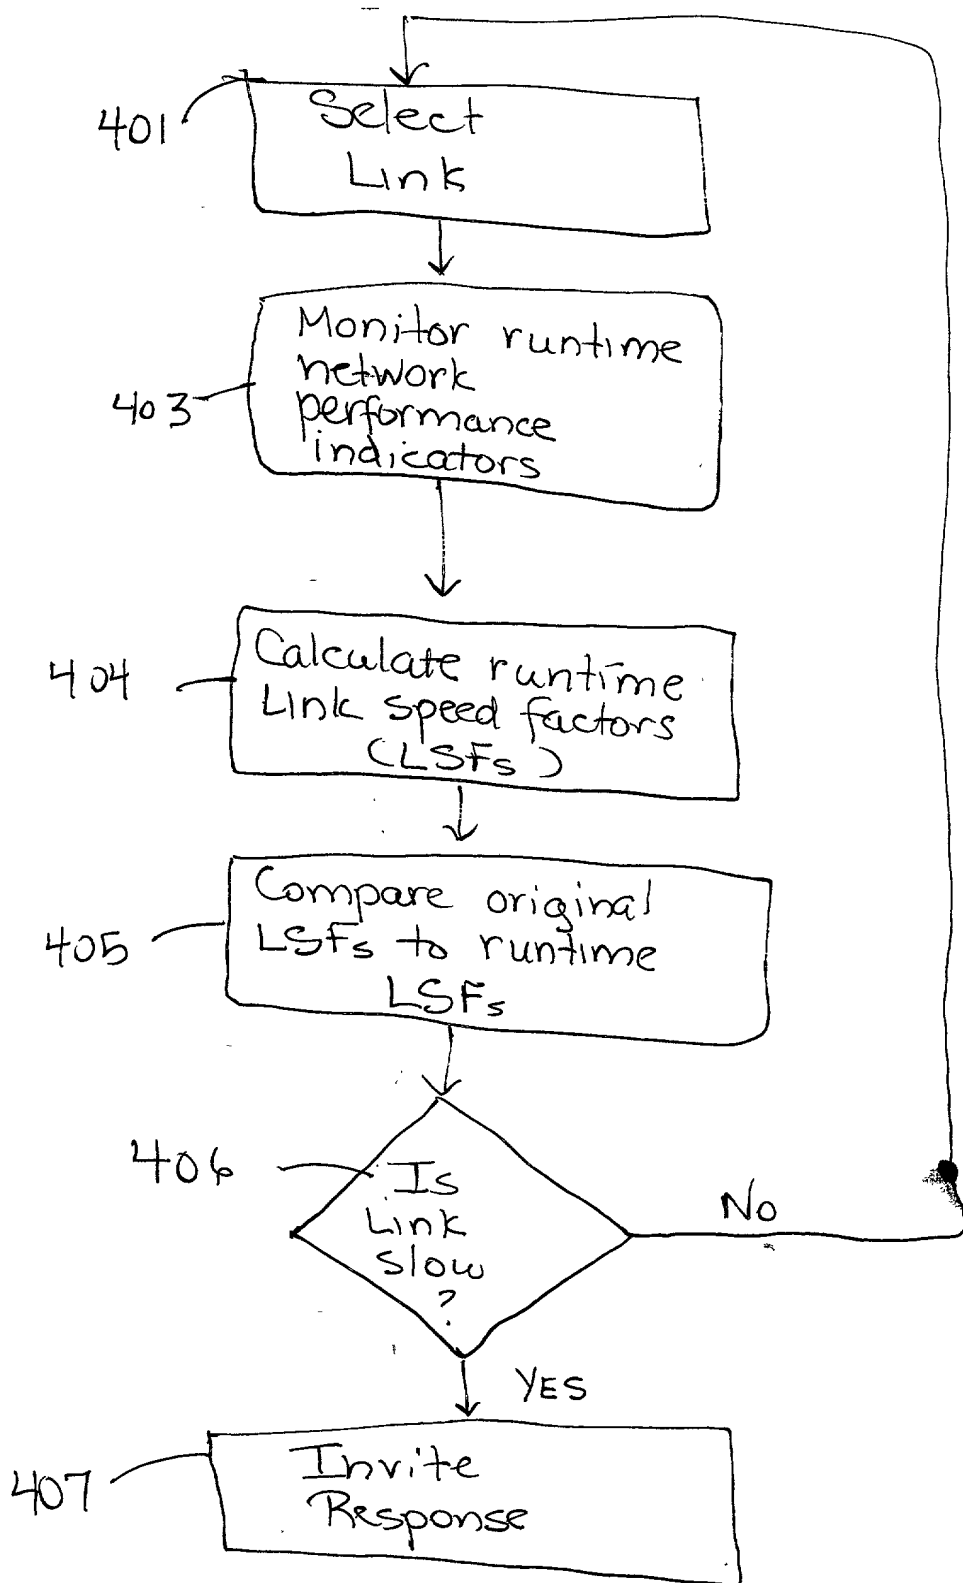 401
Select
Link
Monitor runtime
network
performance
indicators
403
404
Calculate runtime
Link speed factors
(LSFs)
405
Compare original
LSFs to runtime
LSFs
406
Is
Link
slow
?
No
YES
407
Invite
Response